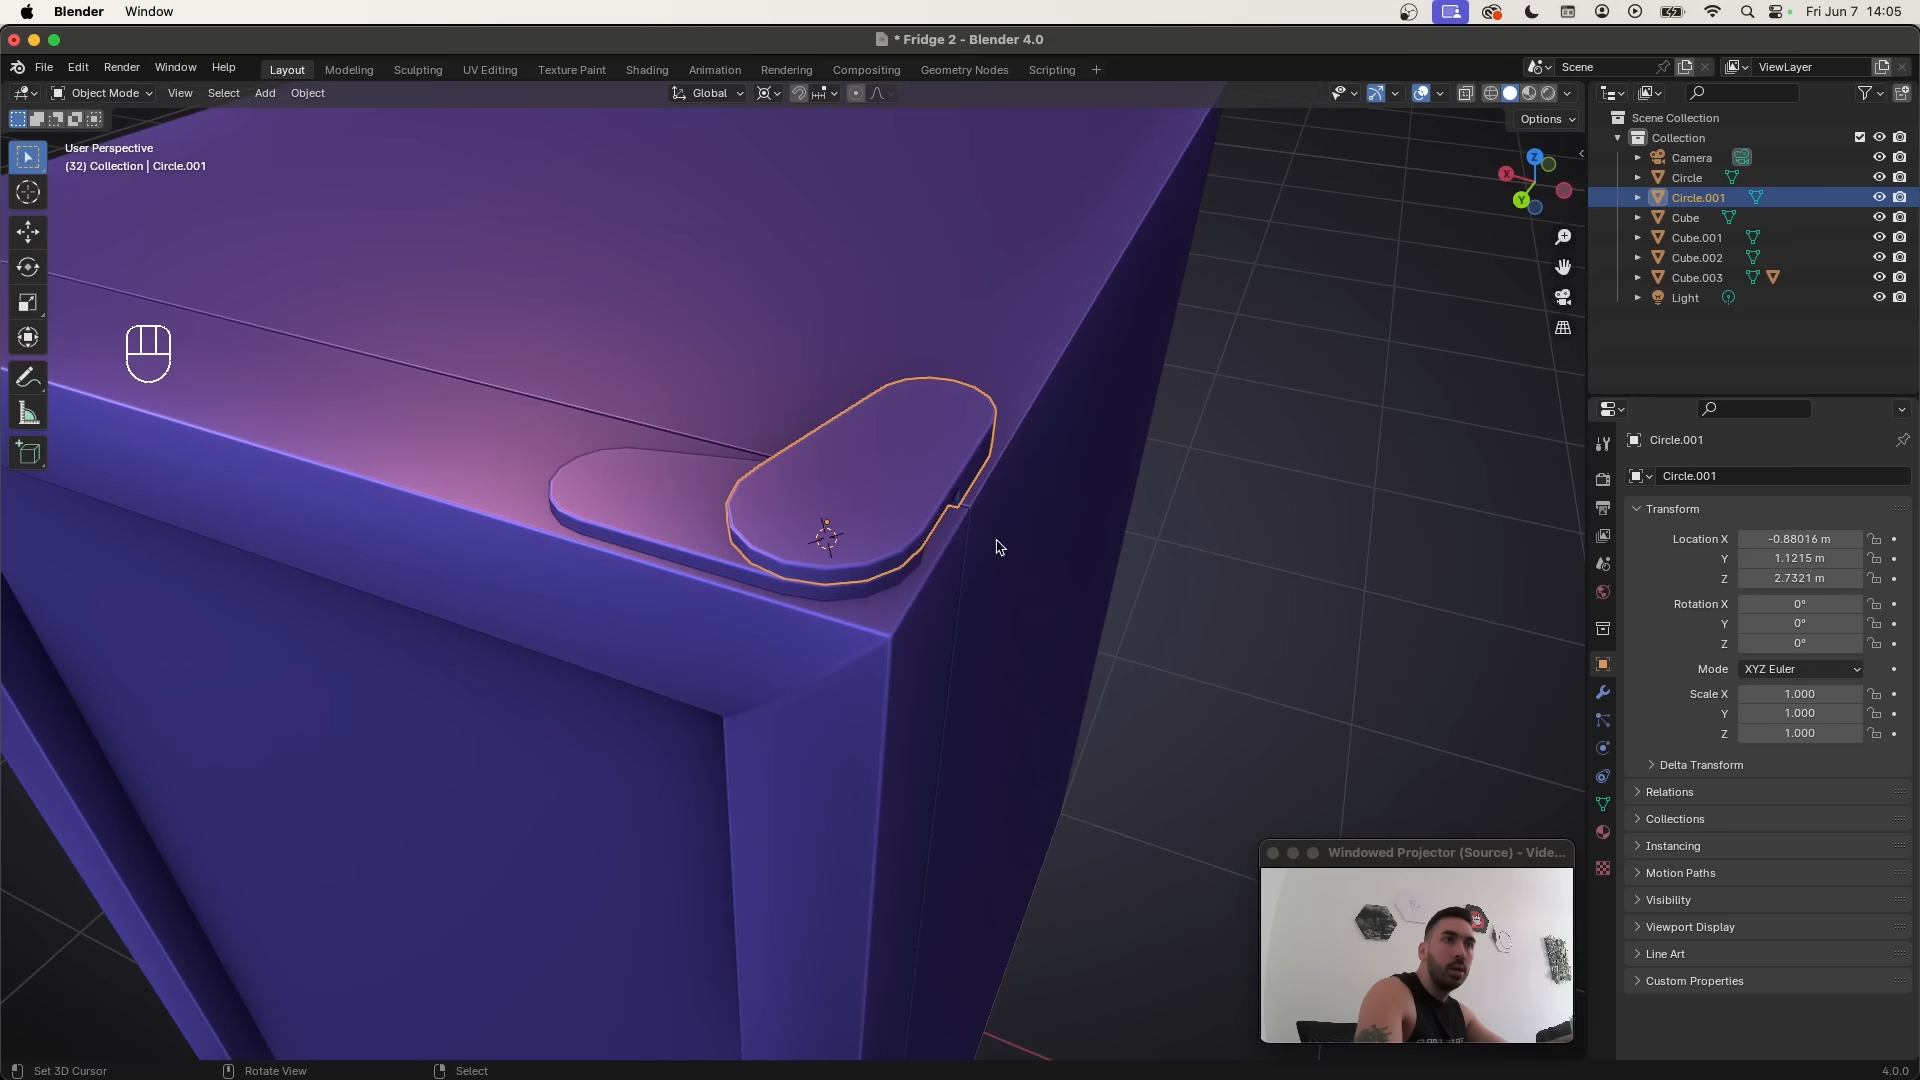 Blender Window
Fri Jun 7 14:05
* Fridge 2 - Blender 4.0
File Edit Render Window Help
Layout Modeling Sculpting UV Editing Texture Paint Shading Animation Rendering Compositing Geometry Nodes Scripting +
Scene
ViewLayer
Object Mode View Select Add Object
Global
Options
User Perspective
(32) Collection | Circle.001
X
Y
Z
Scene Collection
Collection
Camera
Circle
Circle.001
Cube
Cube.001
Cube.002
Cube.003
Light
Circle.001
Circle.001
Transform
Location X -0.88016 m
Y 1.1215 m
Z 2.7321 m
Rotation X 0°
Y 0°
Z 0°
Mode XYZ Euler
Scale X 1.000
Y 1.000
Z 1.000
Delta Transform
Relations
Collections
Instancing
Motion Paths
Visibility
Viewport Display
Line Art
Custom Properties
Windowed Projector (Source) - Vide...
Set 3D Cursor
Rotate View
Select
4.0.0